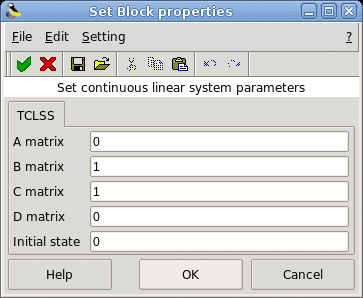 Set Block properties
File Edit Setting ?
Set continuous linear system parameters
TCLSS
A matrix 0
B matrix 1
C matrix 1
D matrix 0
Initial state 0
Help OK Cancel